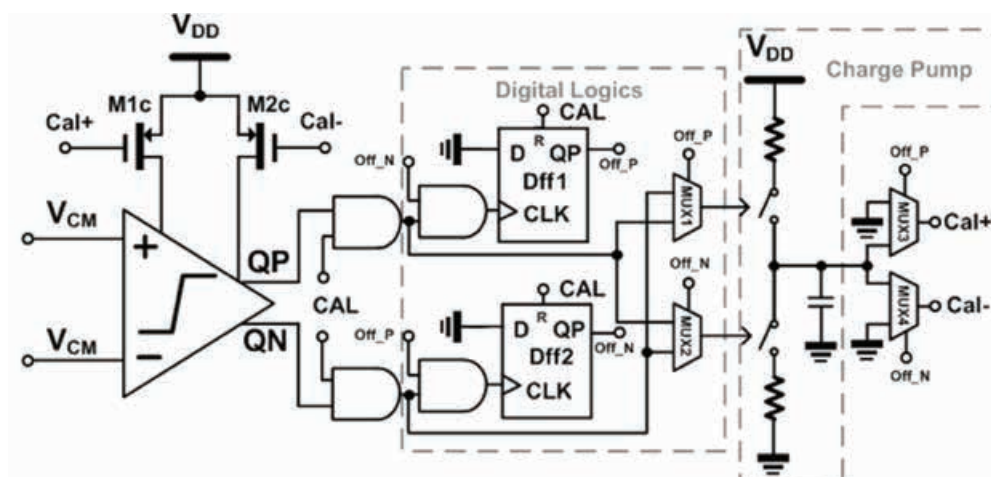 VDD
M1c
M2c
Cal+
Cal-
VCM
+
QP
VCM
-
QN
CAL
Digital Logics
CAL
Off_N
D
R
QP
Off_P
Dff1
CLK
Off_P
MUX1
CAL
Off_P
D
R
QP
Off_N
Dff2
CLK
Off_N
MUX2
VDD
Charge Pump
Off_P
MUX3
Cal+
MUX4
Cal-
Off_N